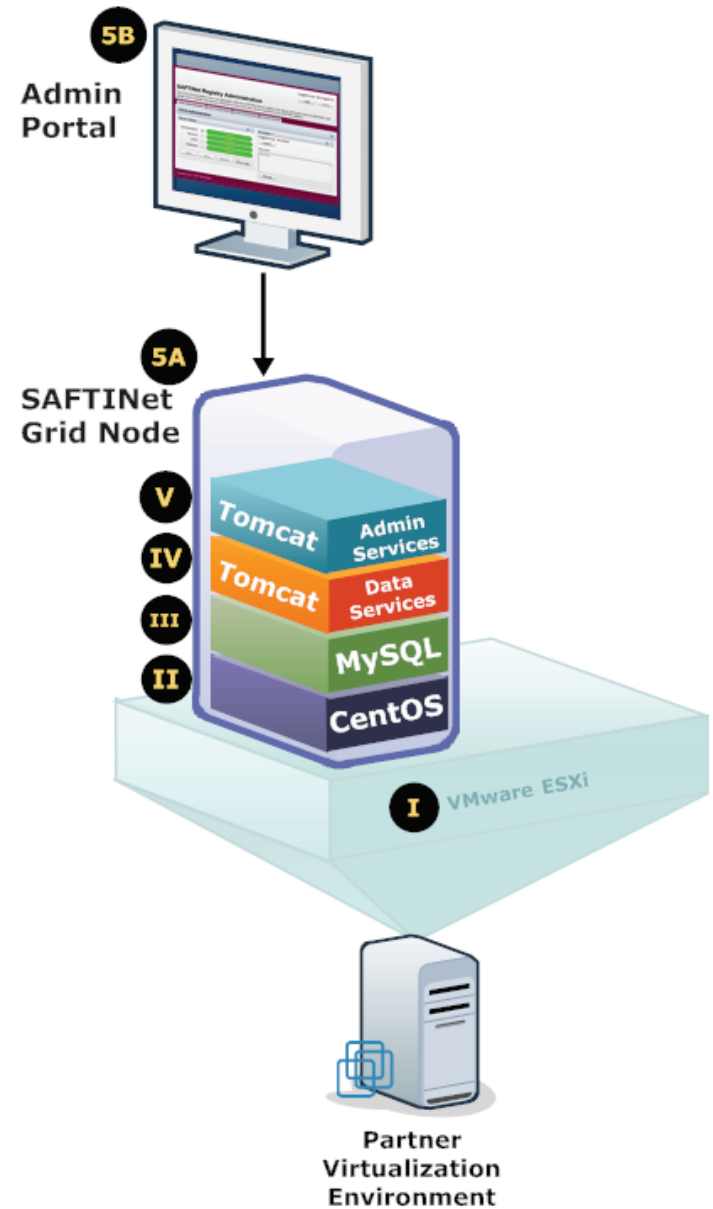 5B
Admin
Portal
SAFTINet Registry Administration
5A
SAFTINet
Grid Node
V
Tomcat
Admin
Services
IV
Tomcat
Data
Services
III
MySQL
II
CentOS
I
VMware ESXi
Partner
Virtualization
Environment